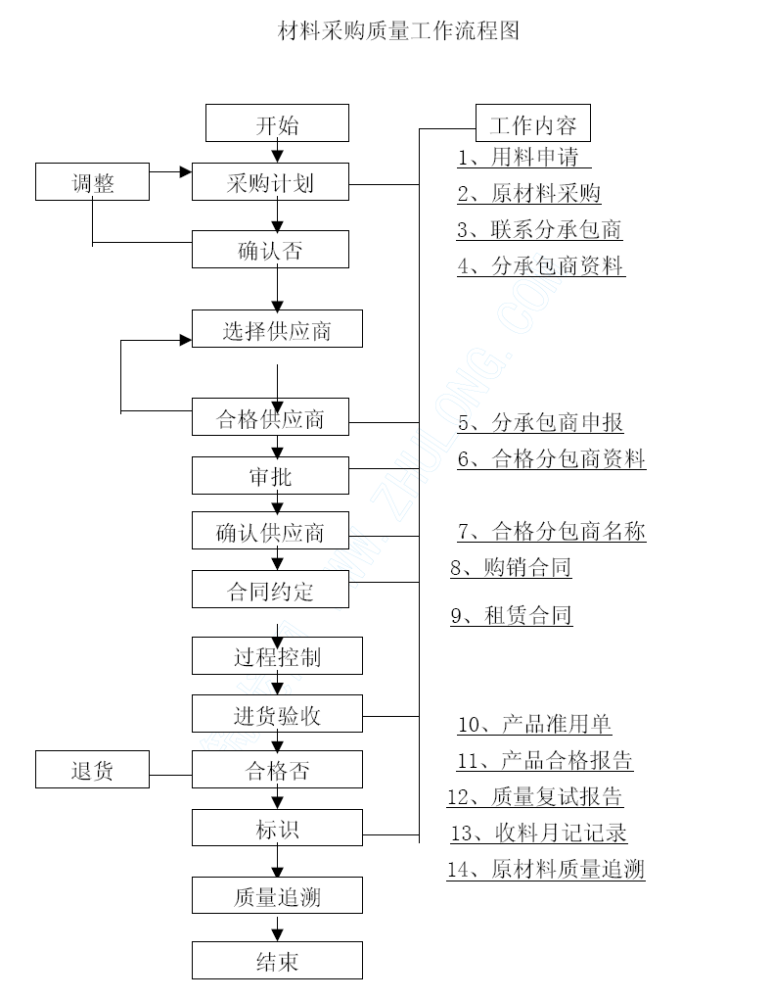 材料采购质量工作流程图
开始
工作内容
1、用料申请
调整
采购计划
2、原材料采购
3、联系分承包商
确认否
4、分承包商资料
选择供应商
合格供应商
5、分承包商申报
6、合格分包商资料
审批
确认供应商
7、合格分包商名称
8、购销合同
合同约定
9、租赁合同
过程控制
进货验收
10、产品准用单
11、产品合格报告
退货
合格否
12、质量复试报告
标识
13、收料月记记录
14、原材料质量追溯
质量追溯
结束
WW.ZHULONG.COM